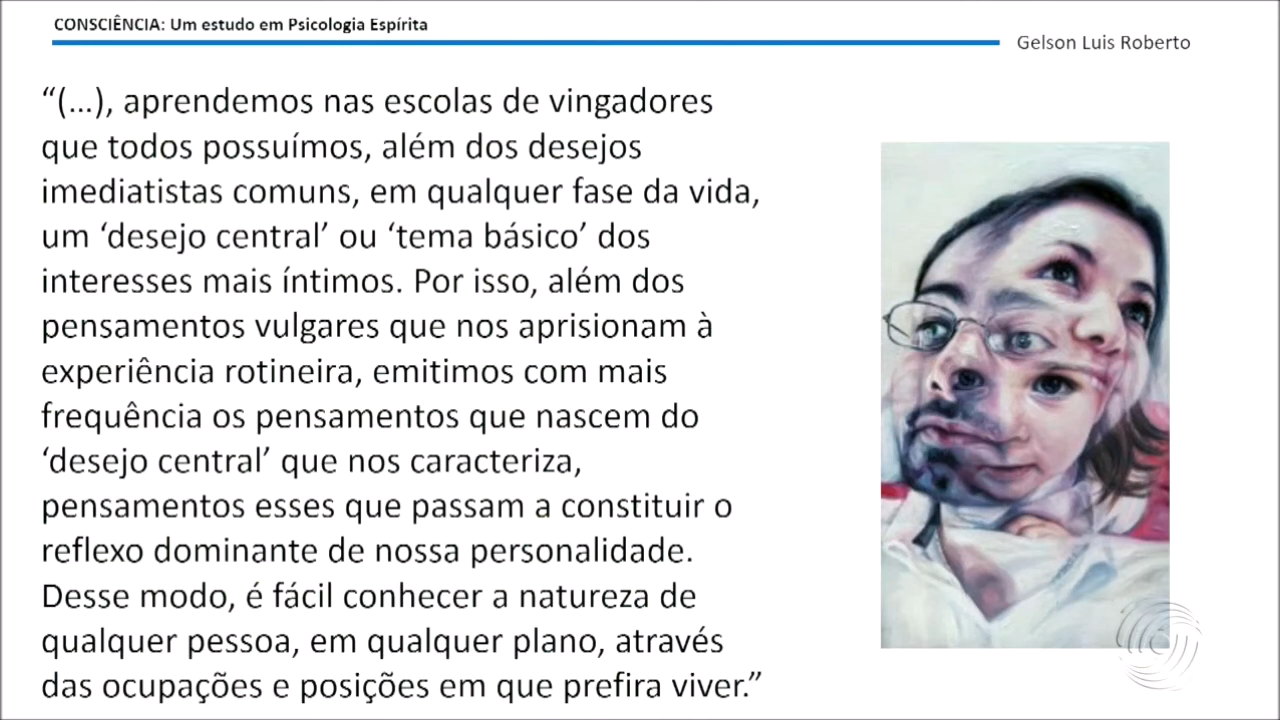 CONSCIÊNCIA: Um estudo em Psicologia Espírita
Gelson Luis Roberto
“(...), aprendemos nas escolas de vingadores
que todos possuímos, além dos desejos
imediatistas comuns, em qualquer fase da vida,
um ‘desejo central’ ou ‘tema básico’ dos
interesses mais íntimos. Por isso, além dos
pensamentos vulgares que nos aprisionam à
experiência rotineira, emitimos com mais
frequência os pensamentos que nascem do
‘desejo central’ que nos caracteriza,
pensamentos esses que passam a constituir o
reflexo dominante de nossa personalidade.
Desse modo, é fácil conhecer a natureza de
qualquer pessoa, em qualquer plano, através
das ocupações e posições em que prefira viver.”